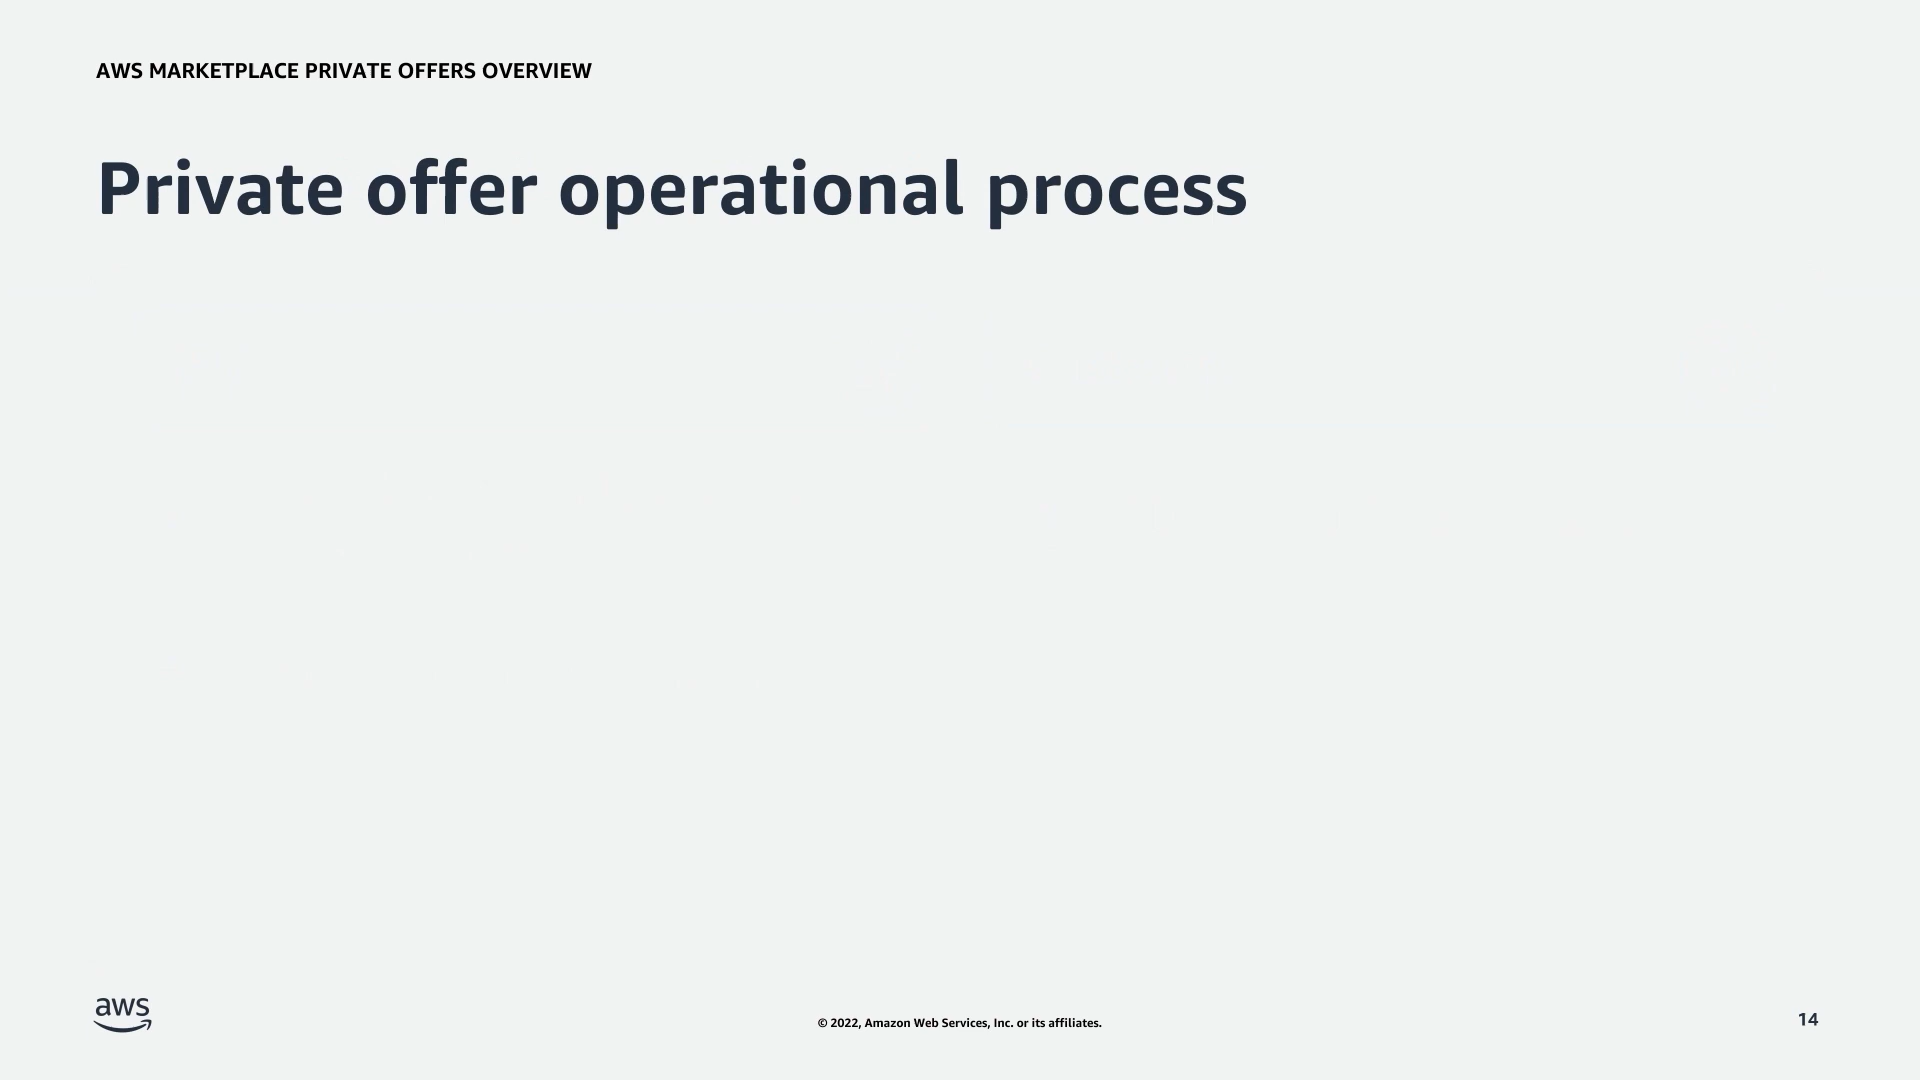 AWS MARKETPLACE PRIVATE OFFERS OVERVIEW
Private offer operational process
aws
© 2022, Amazon Web Services, Inc. or its affiliates.
14